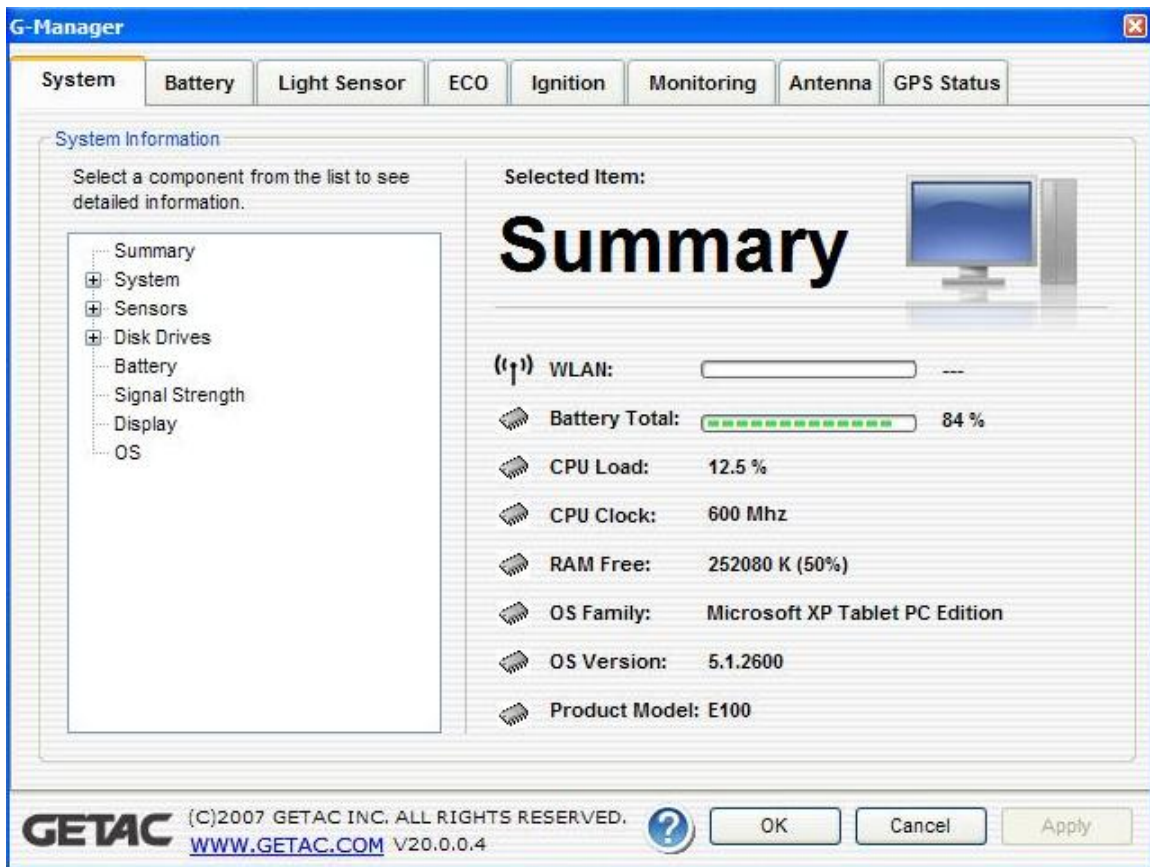 G-Manager
System Battery Light Sensor ECO Ignition Monitoring Antenna GPS Status
System Information
Select a component from the list to see
detailed information.
Summary
System
Sensors
Disk Drives
Battery
Signal Strength
Display
OS
Selected Item:
Summary
WLAN: ---
Battery Total: 84 %
CPU Load: 12.5 %
CPU Clock: 600 Mhz
RAM Free: 252080 K (50%)
OS Family: Microsoft XP Tablet PC Edition
OS Version: 5.1.2600
Product Model: E100
GETAC (C)2007 GETAC INC. ALL RIGHTS RESERVED.
WWW.GETAC.COM V20.0.0.4
? OK Cancel Apply